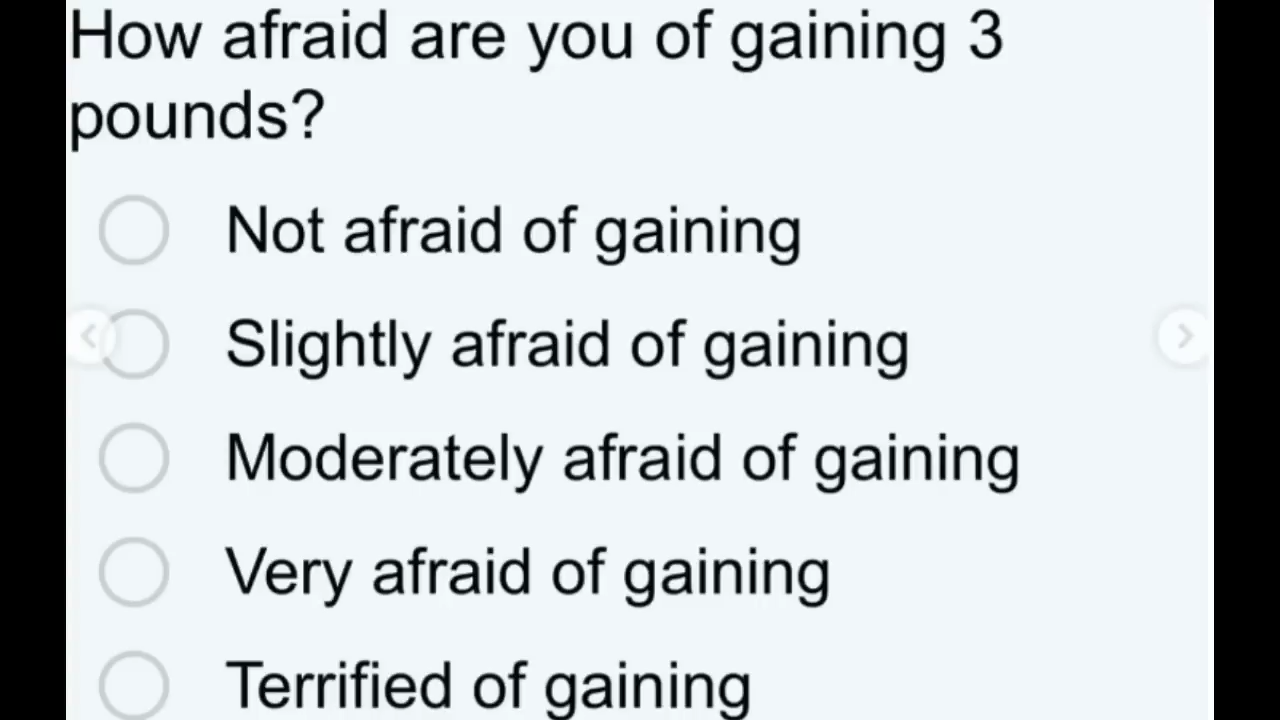 How afraid are you of gaining 3
pounds?
Not afraid of gaining
Slightly afraid of gaining
Moderately afraid of gaining
Very afraid of gaining
Terrified of gaining